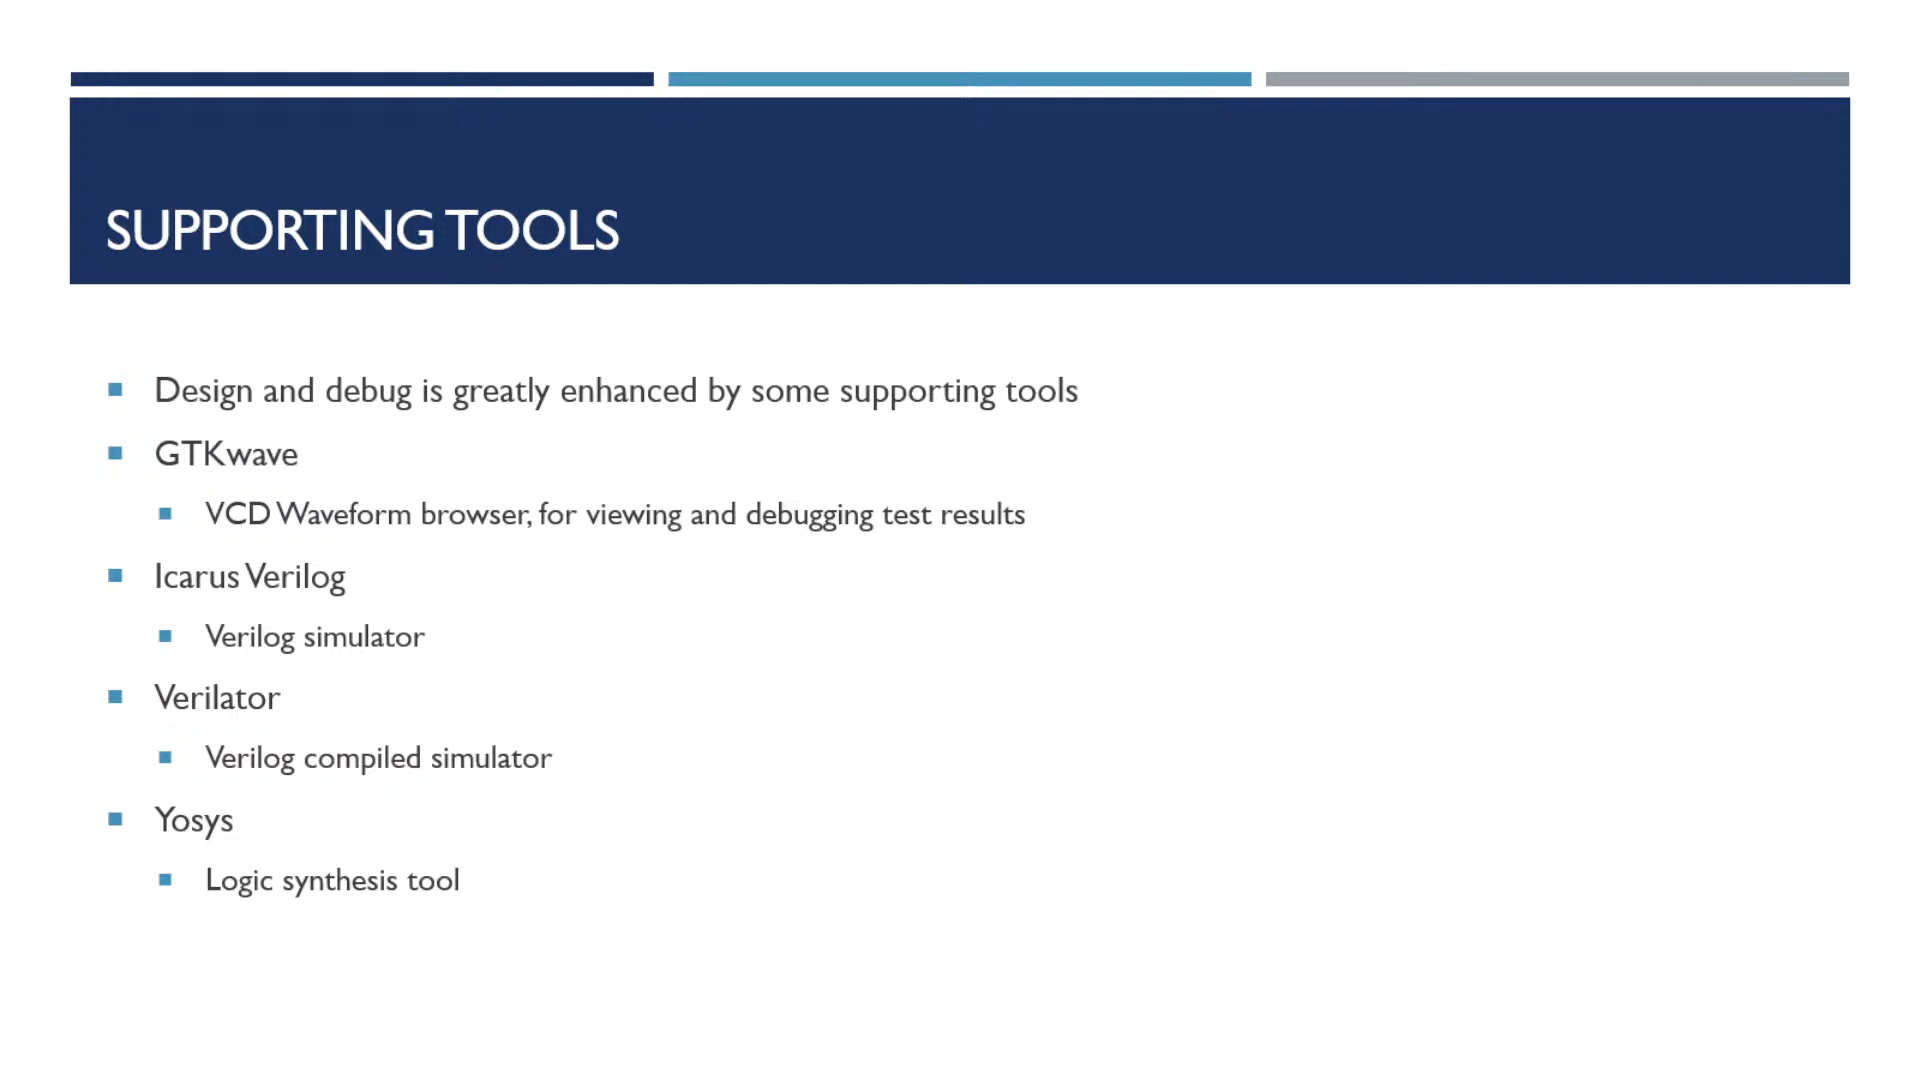 SUPPORTING TOOLS
Design and debug is greatly enhanced by some supporting tools
GTKwave
VCD Waveform browser, for viewing and debugging test results
Icarus Verilog
Verilog simulator
Verilator
Verilog compiled simulator
Yosys
Logic synthesis tool